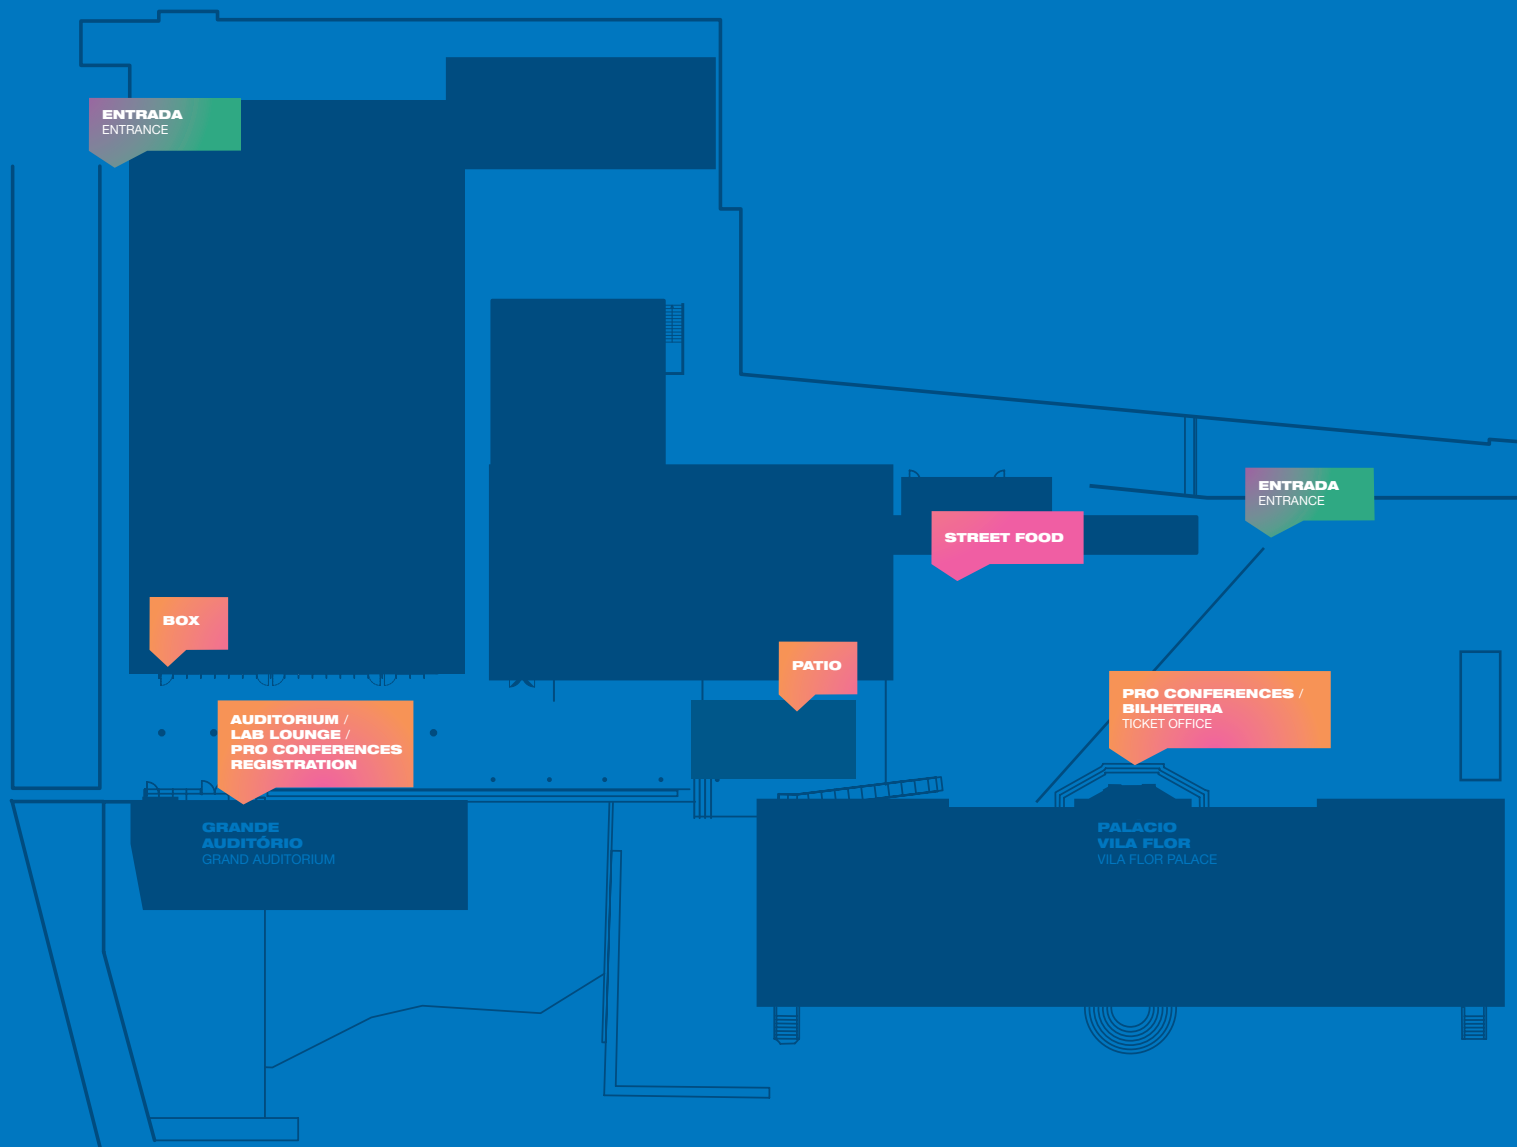 ENTRADA
ENTRANCE
ENTRADA
ENTRANCE
STREET FOOD
BOX
PATIO
AUDITORIUM /
LAB LOUNGE /
PRO CONFERENCES
REGISTRATION
PRO CONFERENCES /
BILHETEIRA
TICKET OFFICE
GRANDE
AUDITÓRIO
GRAND AUDITORIUM
PALACIO
VILA FLOR
VILA FLOR PALACE